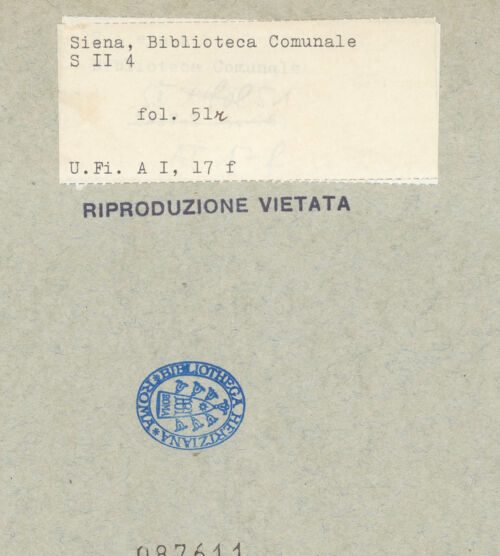 Siena, Biblioteca Comunale
S II 4
fol. 51r
U.Fi. A I, 17 f
RIPRODUZIONE VIETATA
BIBLIOTHECA HERTZIANA * ROMA *
087611